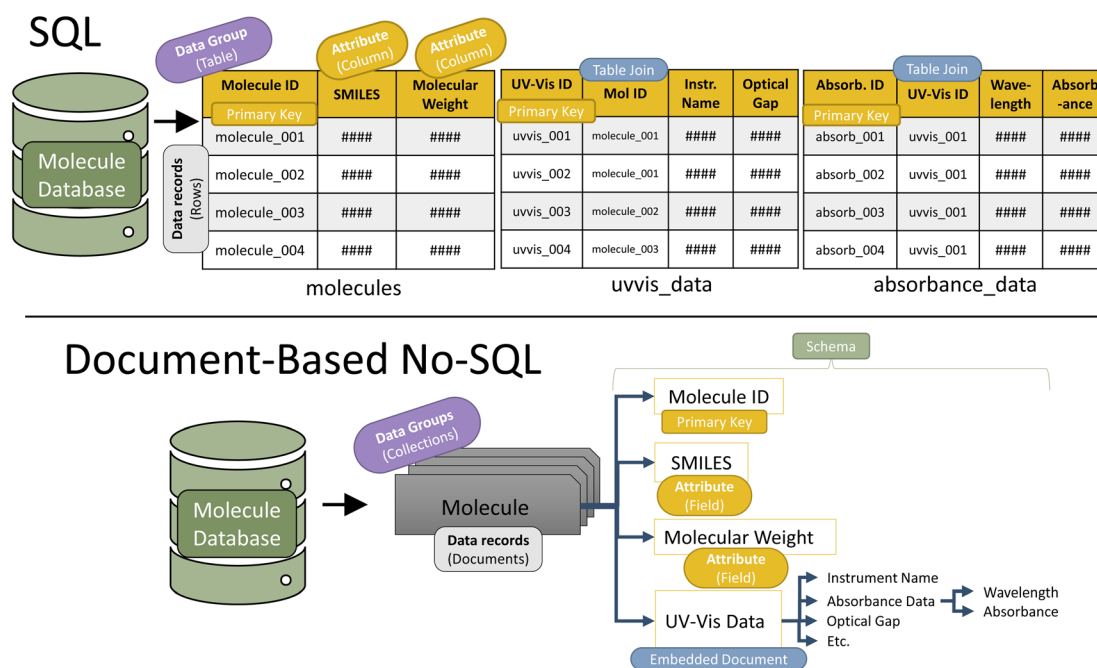 SQL
Data Group
(Table)
Attribute
(Column)
Attribute
(Column)
Molecule
Database
Data records
(Rows)
Molecule ID
Primary Key
SMILES
Molecular
Weight
molecule_001 #### ####
molecule_002 #### ####
molecule_003 #### ####
molecule_004 #### ####
molecules
UV-Vis ID
Primary Key
Table Join
Mol ID
Instr.
Name
Optical
Gap
uvvis_001 molecule_001 #### ####
uvvis_002 molecule_001 #### ####
uvvis_003 molecule_002 #### ####
uvvis_004 molecule_003 #### ####
uvvis_data
Absorb. ID
Primary Key
Table Join
UV-Vis ID
Wave-
length
Absorb
-ance
absorb_001 uvvis_001 #### ####
absorb_002 uvvis_001 #### ####
absorb_003 uvvis_001 #### ####
absorb_004 uvvis_001 #### ####
absorbance_data
Document-Based No-SQL
Schema
Molecule
Database
Data Groups
(Collections)
Molecule
Data records
(Documents)
Molecule ID
Primary Key
SMILES
Attribute
(Field)
Molecular Weight
Attribute
(Field)
UV-Vis Data
Embedded Document
Instrument Name
Absorbance Data
Optical Gap
Etc.
Wavelength
Absorbance